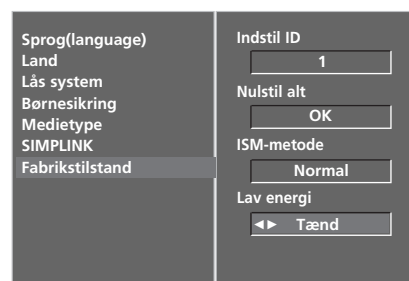 Sprog(language)
Land
Lås system
Børnesikring
Medietype
SIMPLINK
Fabrikstilstand
Indstil ID
1
Nulstil alt
OK
ISM-metode
Normal
Lav energi
◄► Tænd